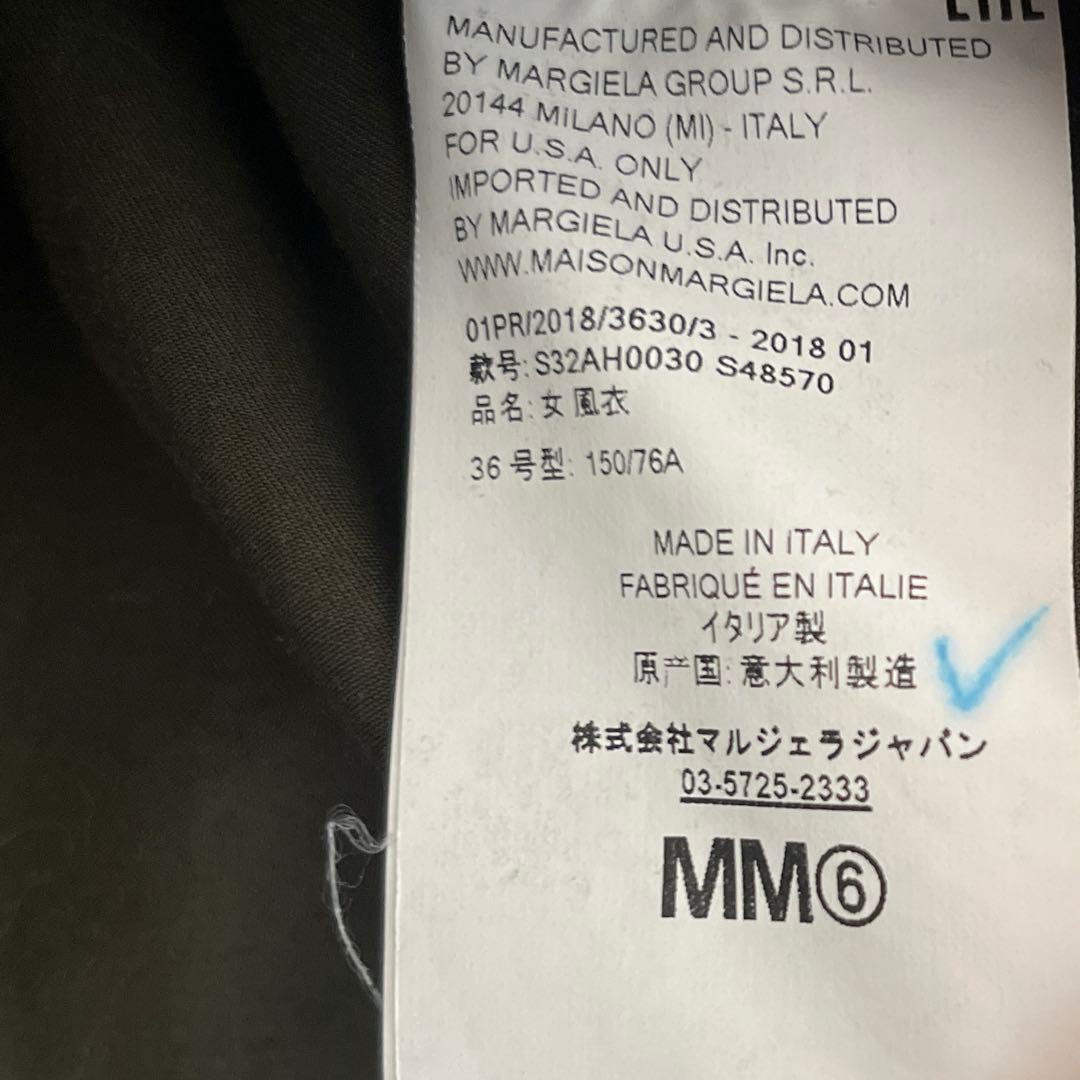 MANUFACTURED AND DISTRIBUTED
BY MARGIELA GROUP S.R.L.
20144 MILANO (MI) - ITALY
FOR U.S.A. ONLY
IMPORTED AND DISTRIBUTED
BY MARGIELA U.S.A. Inc.
WWW.MAISONMARGIELA.COM
01PR/2018/3630/3 - 2018 01
款号: S32AH0030 S48570
品名: 女風衣
36 号型: 150/76A
MADE IN ITALY
FABRIQUÉ EN ITALIE
イタリア製
原产国: 意大利製造
株式会社マルジェラジャパン
03-5725-2333
MM⑥